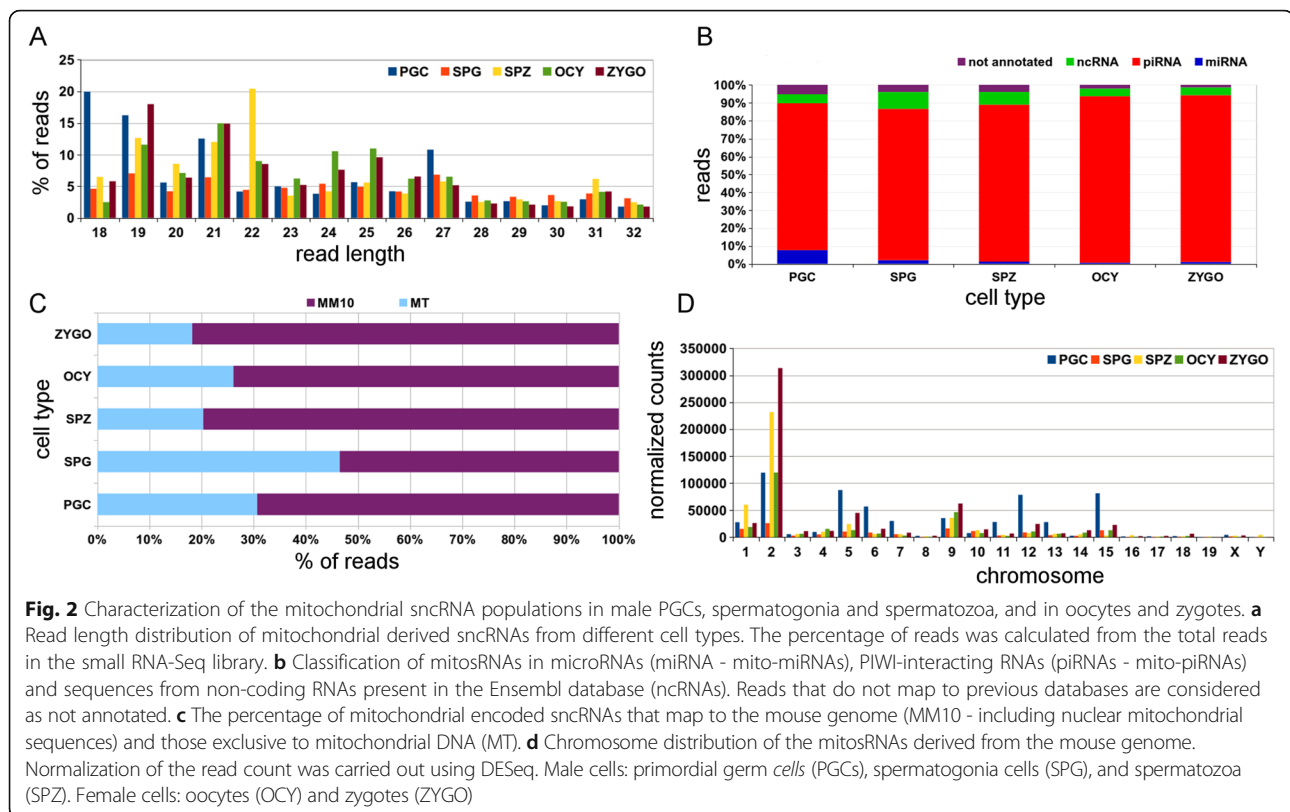 A
PGC SPG SPZ OCY ZYGO
25
20
15
10
5
0
% of reads
18 19 20 21 22 23 24 25 26 27 28 29 30 31 32
read length
B
not annotated ncRNA piRNA miRNA
100%
90%
80%
70%
60%
50%
40%
30%
20%
10%
0%
reads
PGC SPG SPZ OCY ZYGO
cell type
C
MM10 MT
ZYGO
OCY
SPZ
SPG
PGC
cell type
0% 10% 20% 30% 40% 50% 60% 70% 80% 90% 100%
% of reads
D
PGC SPG SPZ OCY ZYGO
350000
300000
250000
200000
150000
100000
50000
0
normalized counts
1 2 3 4 5 6 7 8 9 10 11 12 13 14 15 16 17 18 19 X Y
chromosome
Fig. 2 Characterization of the mitochondrial sncRNA populations in male PGCs, spermatogonia and spermatozoa, and in oocytes and zygotes. a
Read length distribution of mitochondrial derived sncRNAs from different cell types. The percentage of reads was calculated from the total reads
in the small RNA-Seq library. b Classification of mitosRNAs in microRNAs (miRNA - mito-miRNAs), PIWI-interacting RNAs (piRNAs - mito-piRNAs)
and sequences from non-coding RNAs present in the Ensembl database (ncRNAs). Reads that do not map to previous databases are considered
as not annotated. c The percentage of mitochondrial encoded sncRNAs that map to the mouse genome (MM10 - including nuclear mitochondrial
sequences) and those exclusive to mitochondrial DNA (MT). d Chromosome distribution of the mitosRNAs derived from the mouse genome.
Normalization of the read count was carried out using DESeq. Male cells: primordial germ cells (PGCs), spermatogonia cells (SPG), and spermatozoa
(SPZ). Female cells: oocytes (OCY) and zygotes (ZYGO)